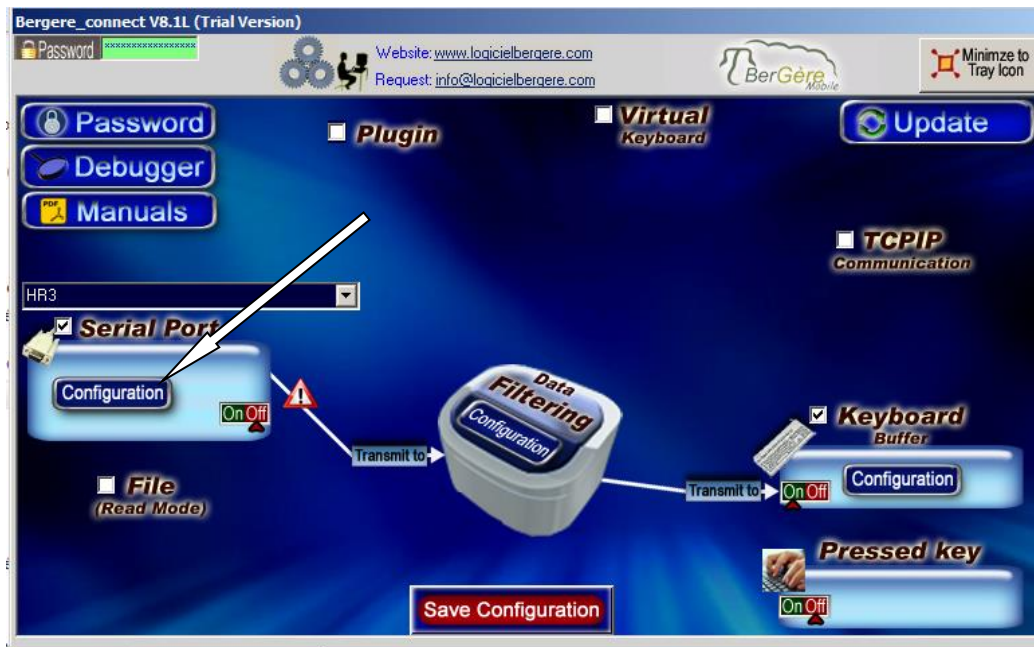 Bergere_connect V8.1L (Trial Version)
Password ******************
Website: www.logicielbergere.com
Request: info@logicielbergere.com
BerGère
Mobile
Minimze to
Tray Icon
Password
Debugger
Manuals
PDF
Plugin
Virtual
Keyboard
Update
TCPIP
Communication
HR3
Serial Port
Configuration
On Off
Transmit to
Data
Filtering
Configuration
File
(Read Mode)
Transmit to
Keyboard
Buffer
Configuration
On Off
Pressed key
On Off
Save Configuration